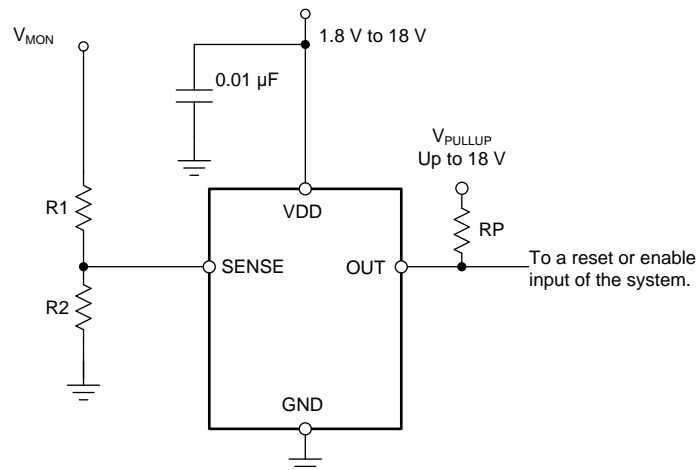 VMON
1.8 V to 18 V
0.01 µF
VPULLUP
Up to 18 V
R1
VDD
RP
SENSE
OUT
To a reset or enable
input of the system.
R2
GND